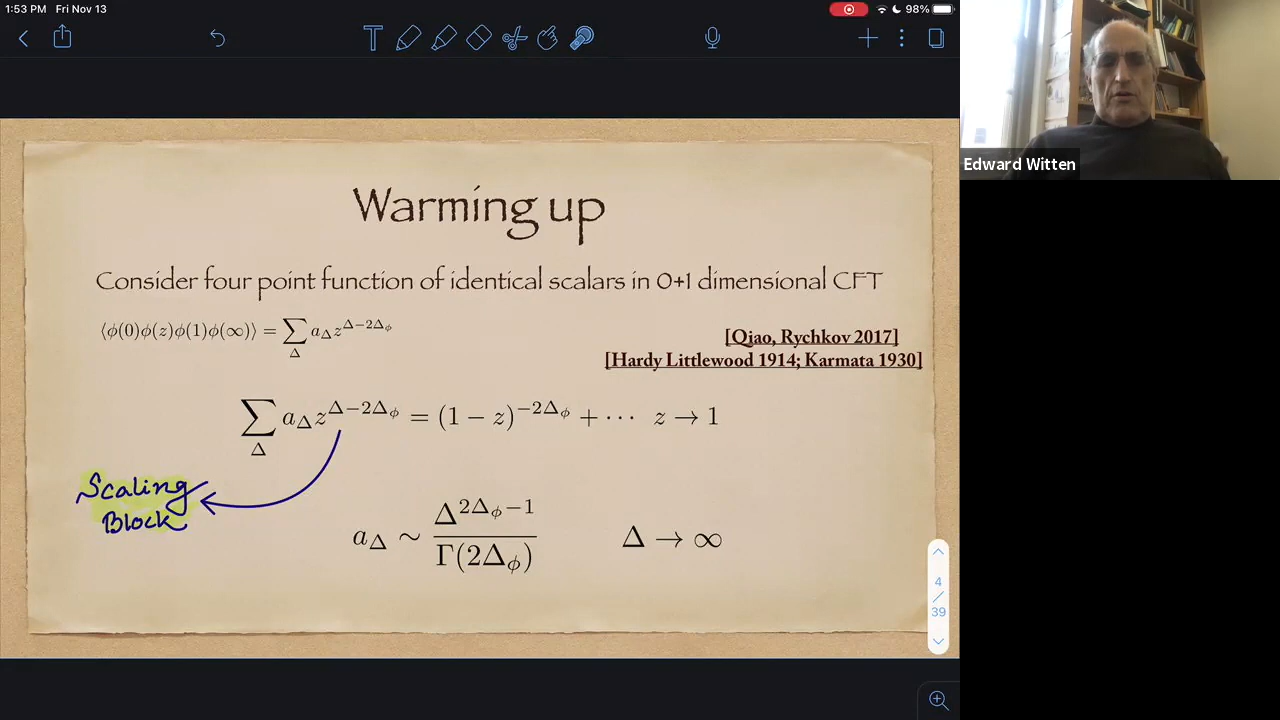 1:53 PM Fri Nov 13
98%
Edward Witten
Warming up
Consider four point function of identical scalars in 0+1 dimensional CFT
⟨ϕ(0)ϕ(z)ϕ(1)ϕ(∞)⟩ = ∑_Δ a_Δ z^{Δ−2Δ_ϕ}
[Qiao, Rychkov 2017]
[Hardy Littlewood 1914; Karmata 1930]
∑_Δ a_Δ z^{Δ−2Δ_ϕ} = (1 − z)^{−2Δ_ϕ} + ⋯ z → 1
Scaling
Block
a_Δ ∼ Δ^{2Δ_ϕ−1} / Γ(2Δ_ϕ) Δ → ∞
4
/
39